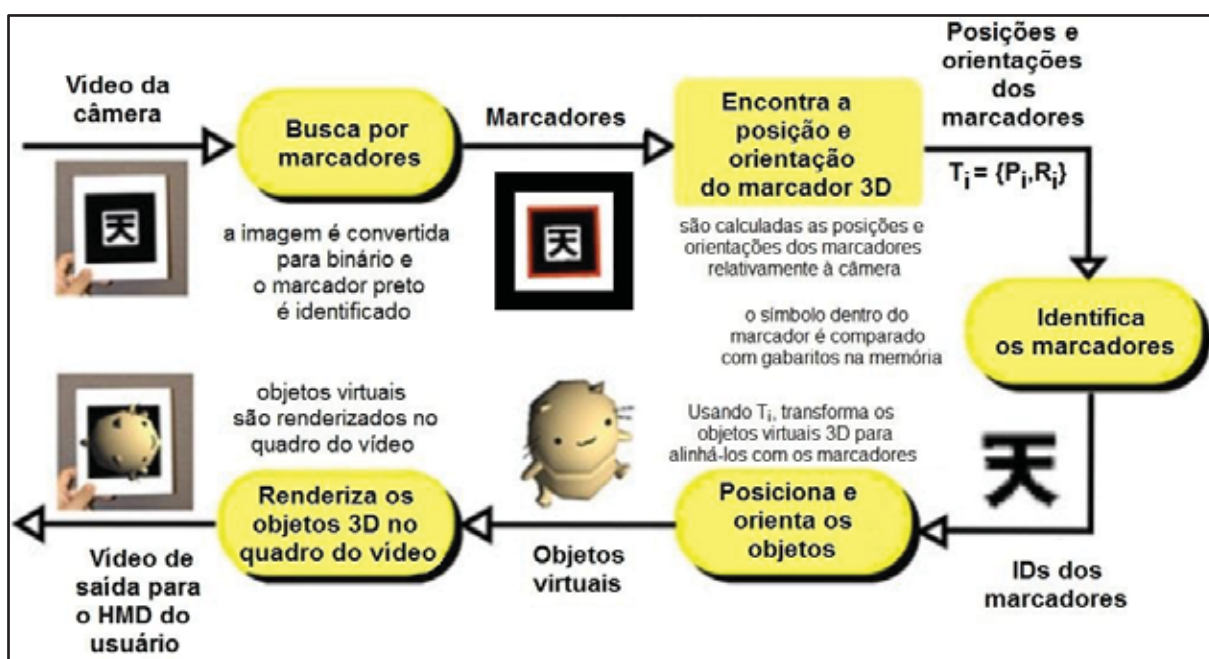 Vídeo da
câmera
Busca por
marcadores
a imagem é convertida
para binário e
o marcador preto
é identificado
Marcadores
Encontra a
posição e
orientação
do marcador 3D
são calculadas as posições e
orientações dos marcadores
relativamente à câmera
Posições e
orientações
dos
marcadores
Ti = {Pi,Ri}
天
天
Identifica
os marcadores
o símbolo dentro do
marcador é comparado
com gabaritos na memória
天
IDs dos
marcadores
Usando Ti, transforma os
objetos virtuais 3D para
alinhá-los com os marcadores
Posiciona e
orienta os
objetos
Objetos
virtuais
objetos virtuais
são renderizados no
quadro do vídeo
Renderiza os
objetos 3D no
quadro do vídeo
Vídeo de
saída para
o HMD do
usuário